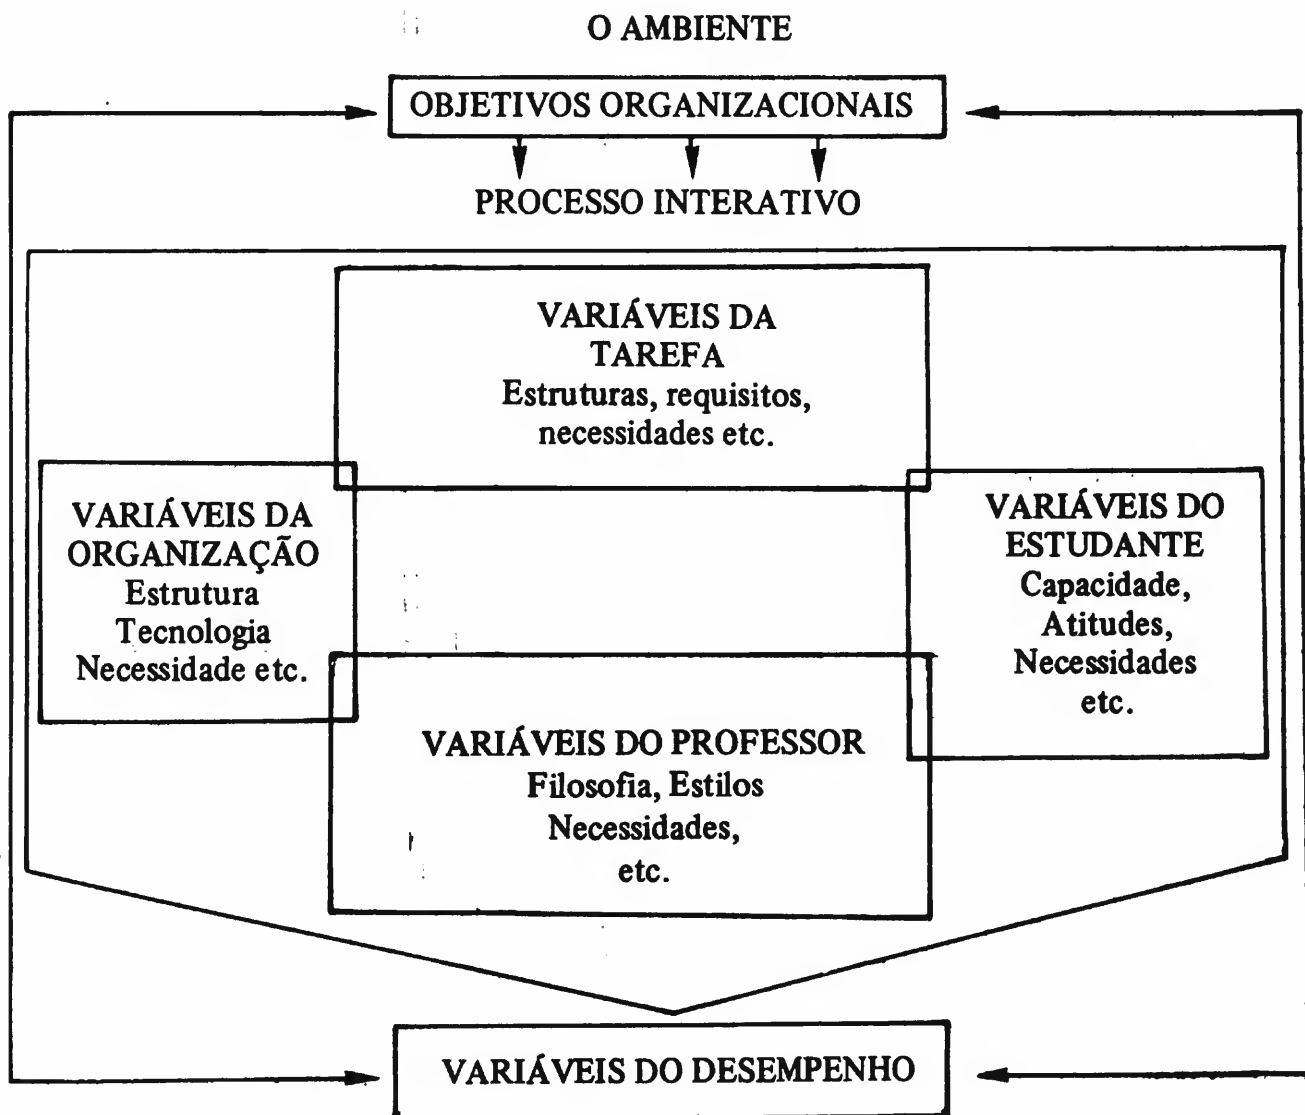 O AMBIENTE
OBJETIVOS ORGANIZACIONAIS
PROCESSO INTERATIVO
VARIÁVEIS DA
TAREFA
Estruturas, requisitos,
necessidades etc.
VARIÁVEIS DA
ORGANIZAÇÃO
Estrutura
Tecnologia
Necessidade etc.
VARIÁVEIS DO
ESTUDANTE
Capacidade,
Atitudes,
Necessidades
etc.
VARIÁVEIS DO PROFESSOR
Filosofia, Estilos
Necessidades,
etc.
VARIÁVEIS DO DESEMPENHO